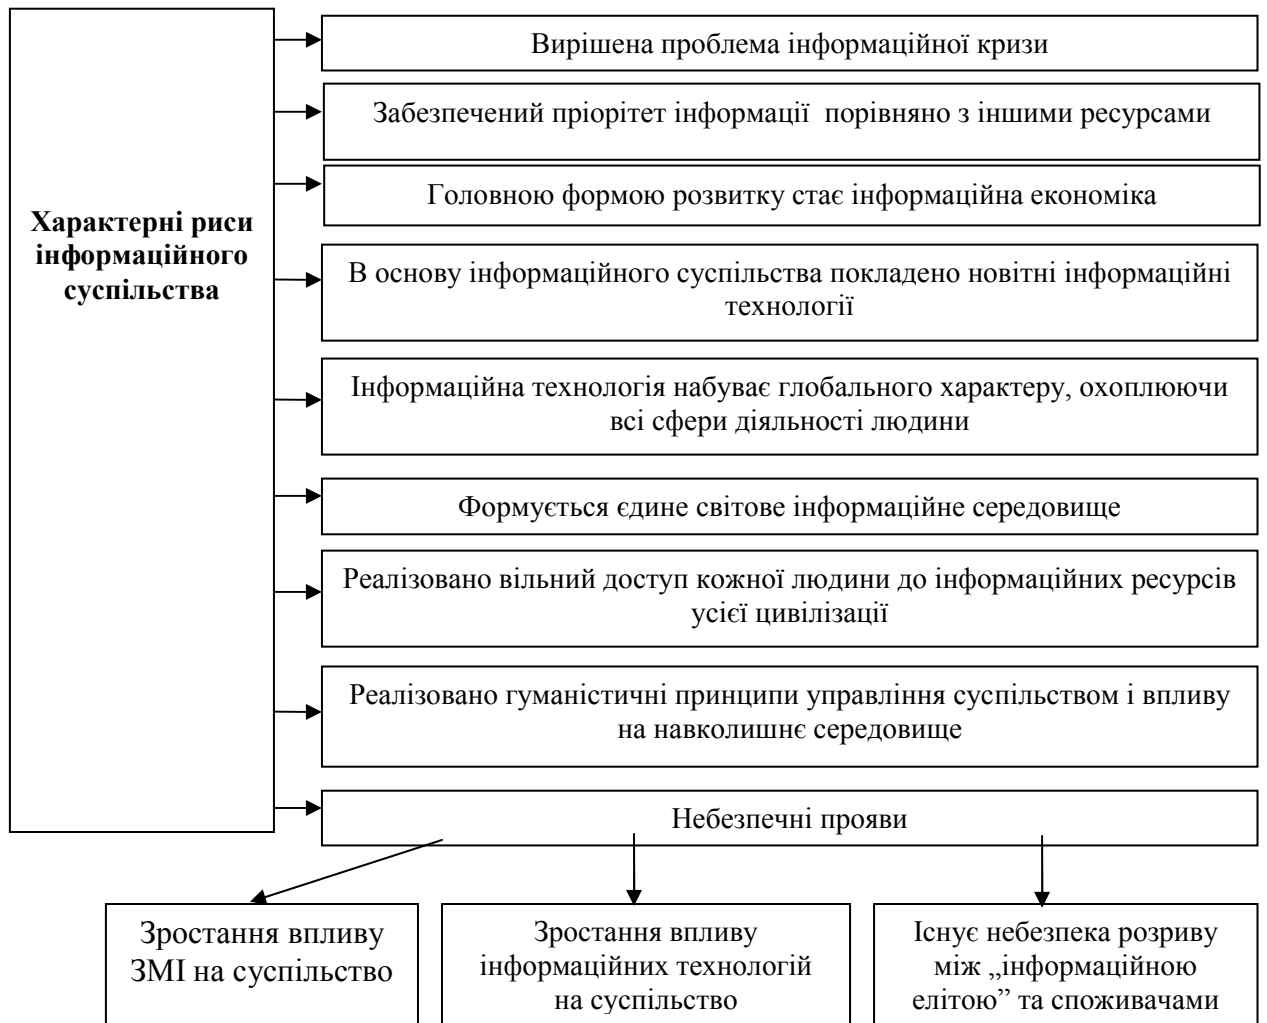 Характерні риси
інформаційного
суспільства
Вирішена проблема інформаційної кризи
Забезпечений пріорітет інформації порівняно з іншими ресурсами
Головною формою розвитку стає інформаційна економіка
В основу інформаційного суспільства покладено новітні інформаційні
технології
Інформаційна технологія набуває глобального характеру, охоплюючи
всі сфери діяльності людини
Формується єдине світове інформаційне середовище
Реалізовано вільний доступ кожної людини до інформаційних ресурсів
усієї цивілізації
Реалізовано гуманістичні принципи управління суспільством і впливу
на навколишнє середовище
Небезпечні прояви
Зростання впливу
ЗМІ на суспільство
Зростання впливу
інформаційних технологій
на суспільство
Існує небезпека розриву
між „інформаційною
елітою” та споживачами